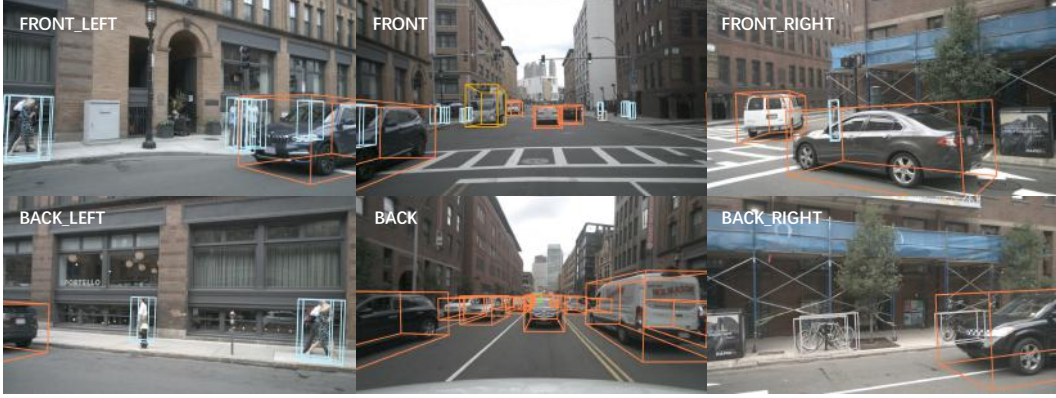 FRONT_LEFT
FRONT
FRONT_RIGHT
BACK_LEFT
PORTELLO
BACK
BACK_RIGHT